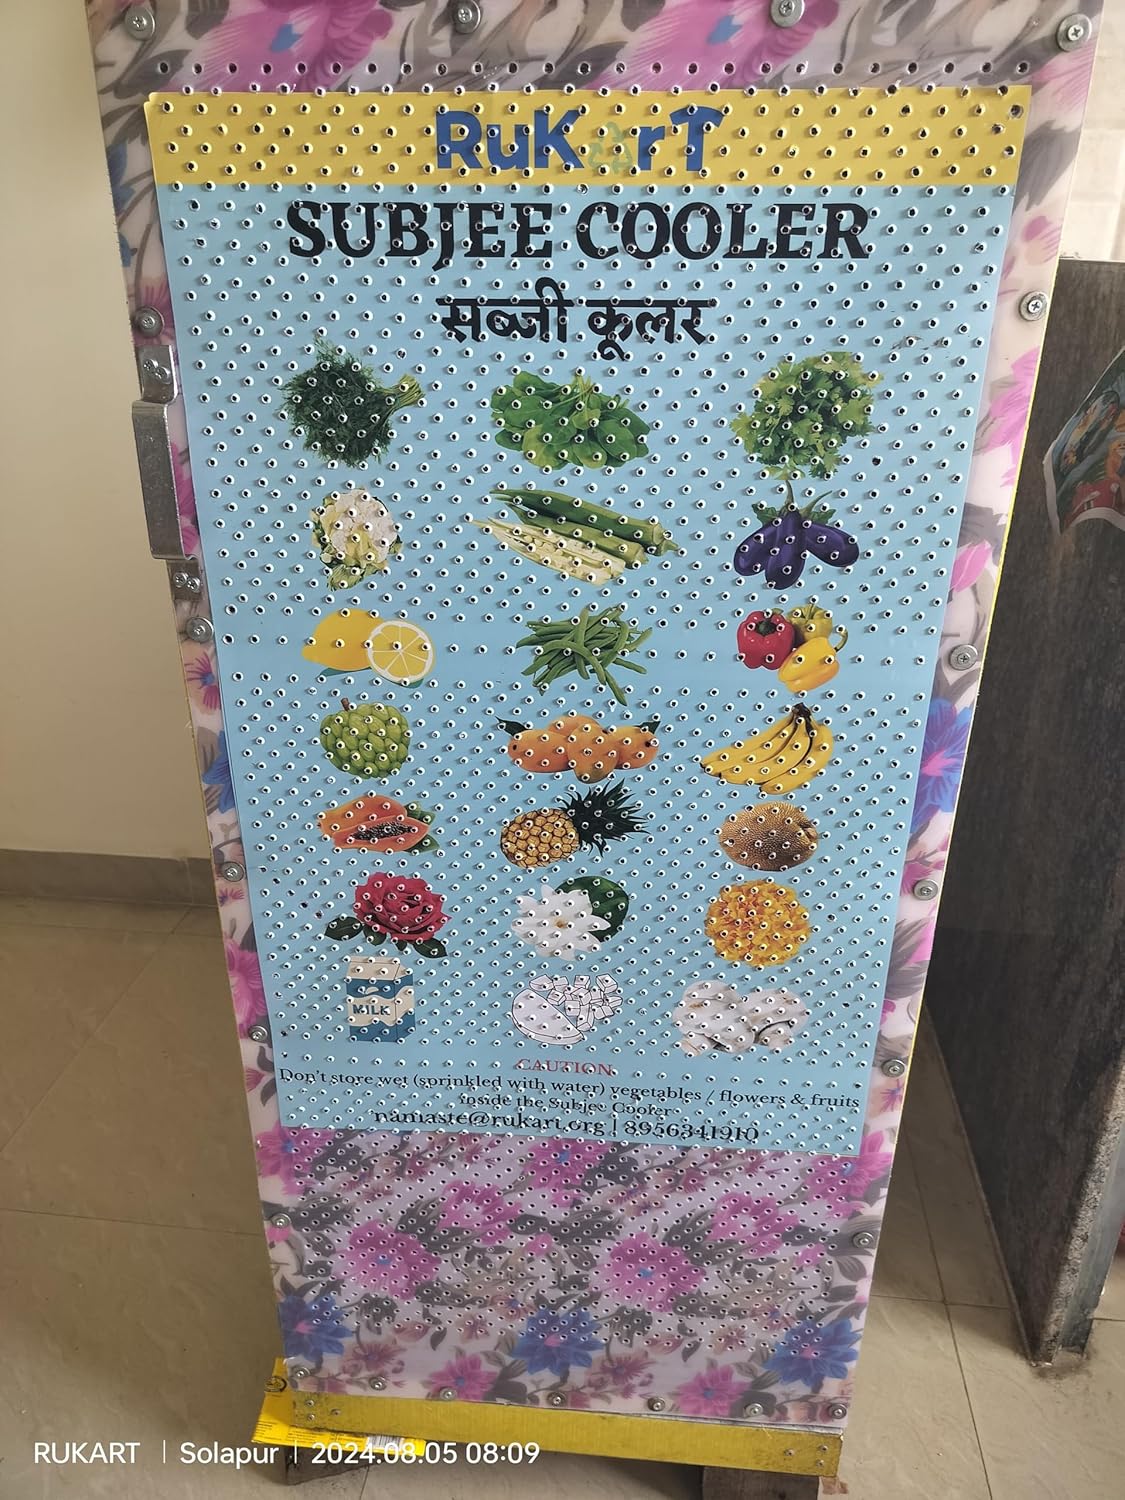 RuKarT
SUBJEE COOLER
सब्जी कूलर
MILK
CAUTION
Don't store wet (sprinkled with water) vegetables / flowers & fruits
inside the Subjee Cooler
namaste@rukart.org | 8956341910
RUKART | Solapur | 2024.08.05 08:09